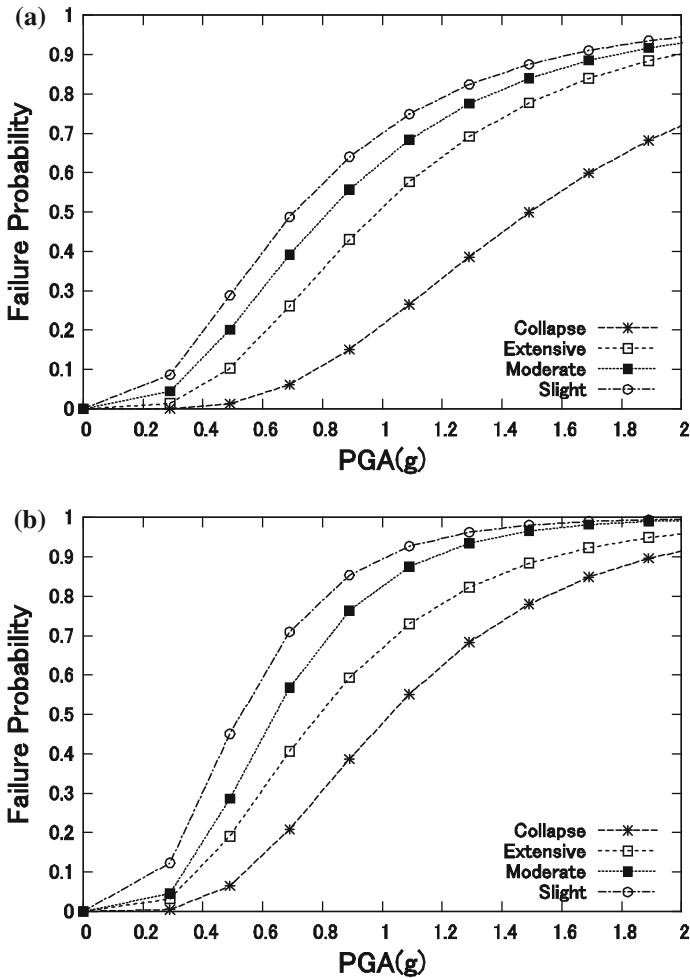 (a)
1
0.9
0.8
0.7
0.6
0.5
0.4
0.3
0.2
0.1
0
Failure Probability
Collapse
Extensive
Moderate
Slight
0 0.2 0.4 0.6 0.8 1 1.2 1.4 1.6 1.8 2
PGA(g)
(b)
1
0.9
0.8
0.7
0.6
0.5
0.4
0.3
0.2
0.1
0
Failure Probability
Collapse
Extensive
Moderate
Slight
0 0.2 0.4 0.6 0.8 1 1.2 1.4 1.6 1.8 2
PGA(g)